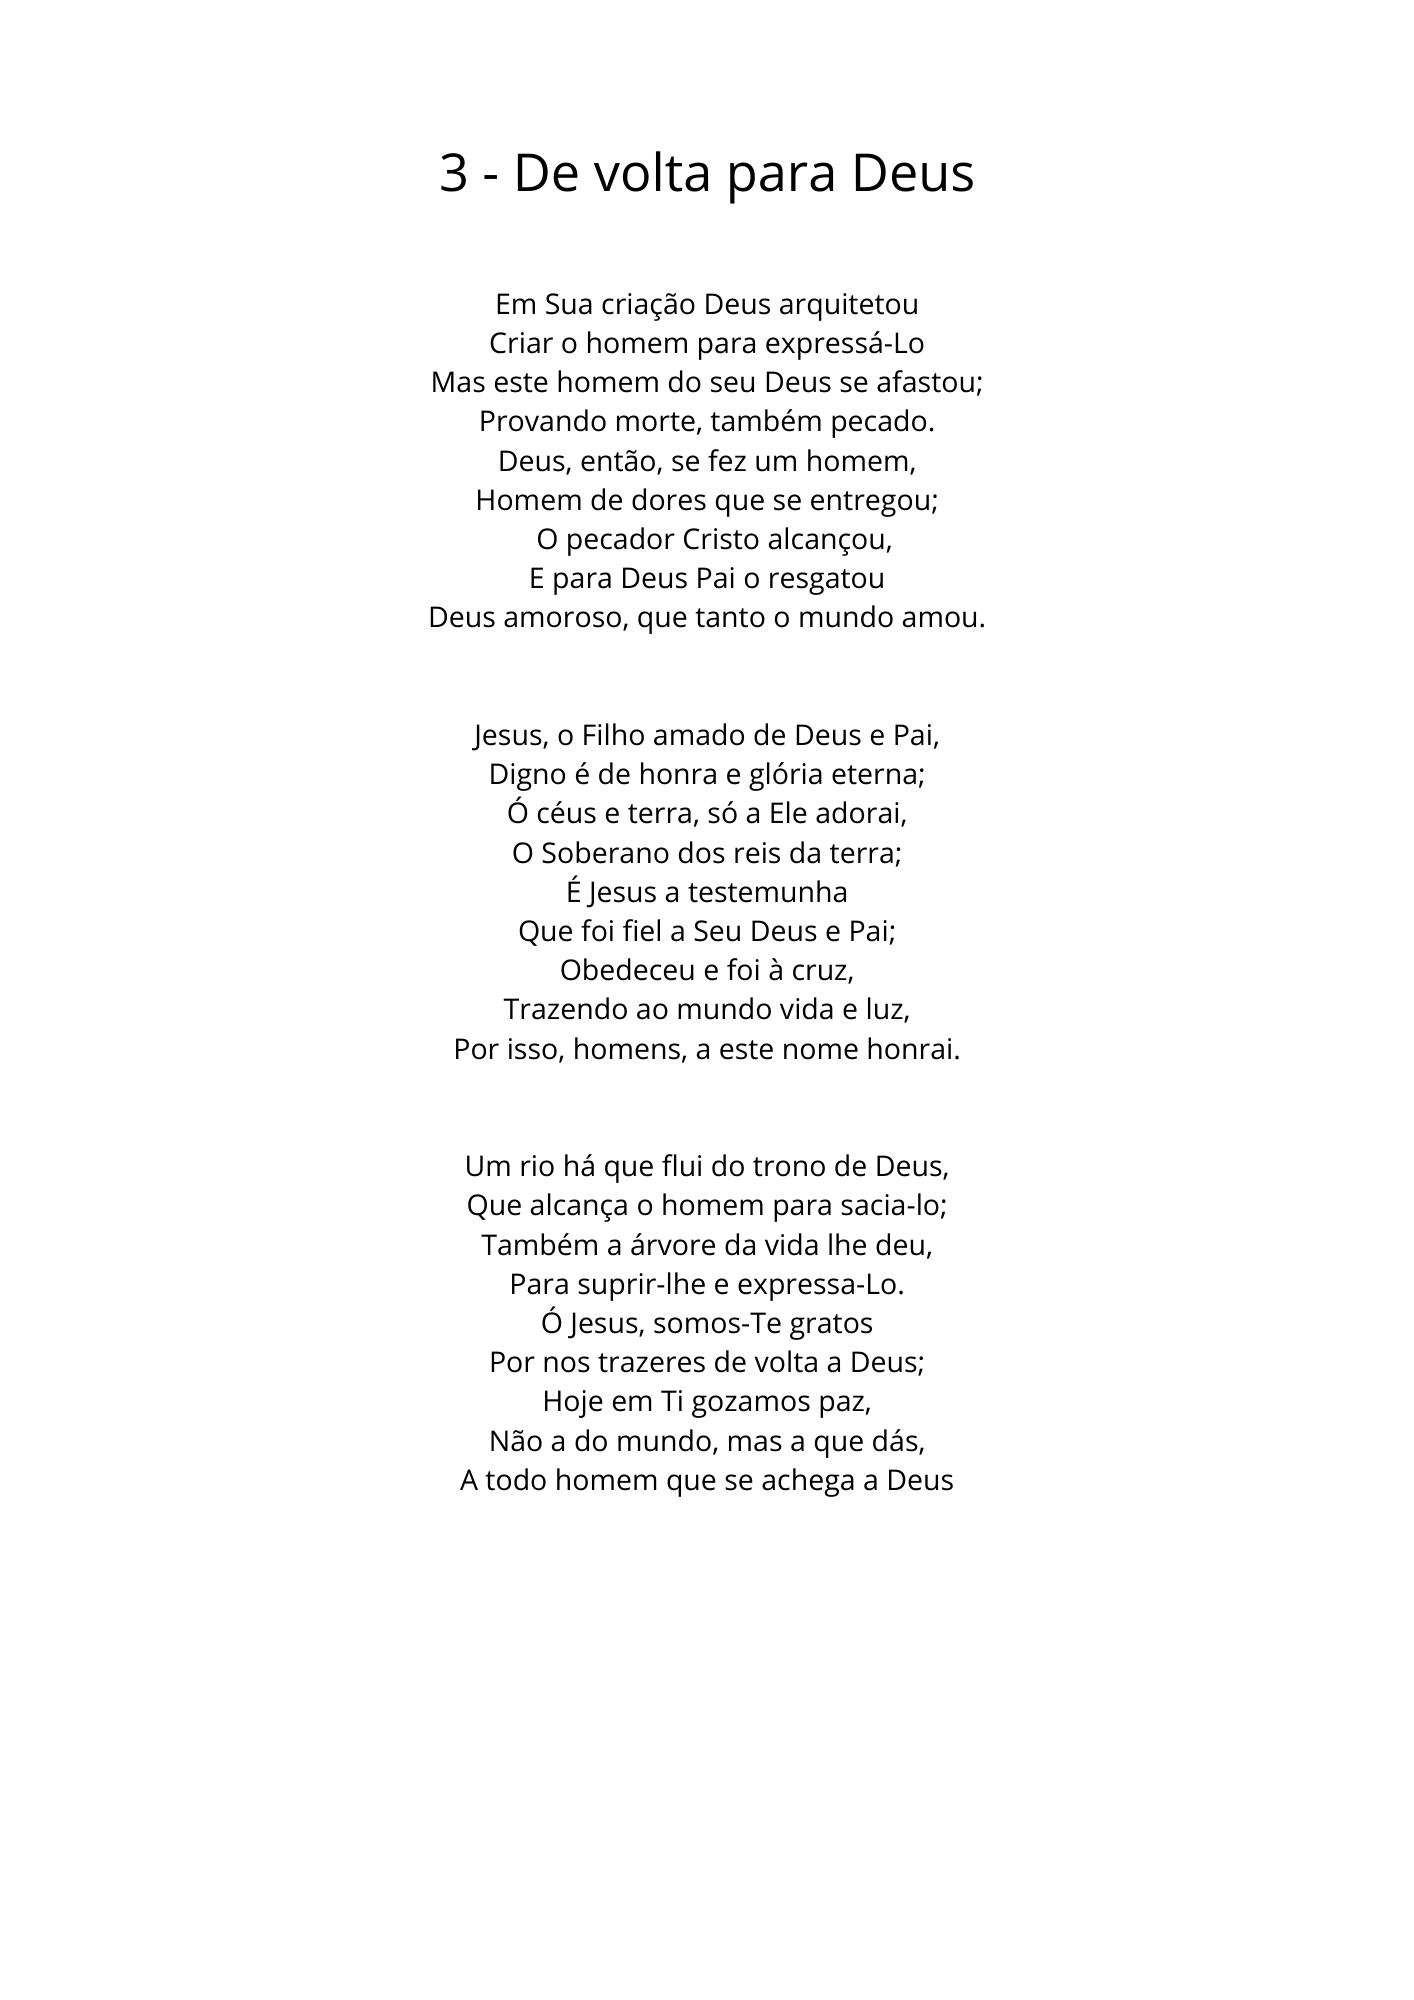 3 - De volta para Deus
Em Sua criação Deus arquitetou
Criar o homem para expressá-Lo
Mas este homem do seu Deus se afastou;
Provando morte, também pecado.
Deus, então, se fez um homem,
Homem de dores que se entregou;
O pecador Cristo alcançou,
E para Deus Pai o resgatou
Deus amoroso, que tanto o mundo amou.
Jesus, o Filho amado de Deus e Pai,
Digno é de honra e glória eterna;
Ó céus e terra, só a Ele adorai,
O Soberano dos reis da terra;
É Jesus a testemunha
Que foi fiel a Seu Deus e Pai;
Obedeceu e foi à cruz,
Trazendo ao mundo vida e luz,
Por isso, homens, a este nome honrai.
Um rio há que flui do trono de Deus,
Que alcança o homem para sacia-lo;
Também a árvore da vida lhe deu,
Para suprir-lhe e expressa-Lo.
Ó Jesus, somos-Te gratos
Por nos trazeres de volta a Deus;
Hoje em Ti gozamos paz,
Não a do mundo, mas a que dás,
A todo homem que se achega a Deus